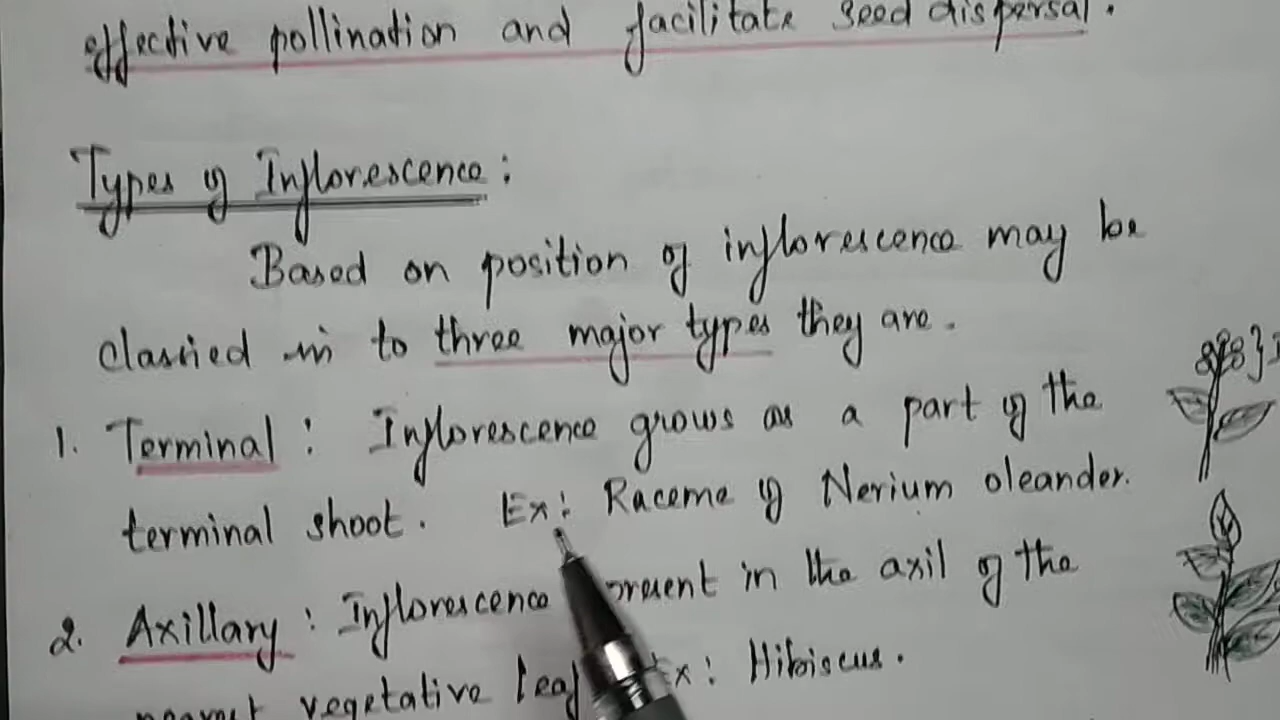 effective pollination and facilitate seed dispersal.
Types of Inflorescence:
Based on position of inflorescence may be
classied in to three major types they are.
1. Terminal: Inflorescence grows as a part of the
terminal shoot. Ex: Raceme of Nerium oleander.
2. Axillary: Inflorescence present in the axil of the
vegetative leaf Ex: Hibiscus.